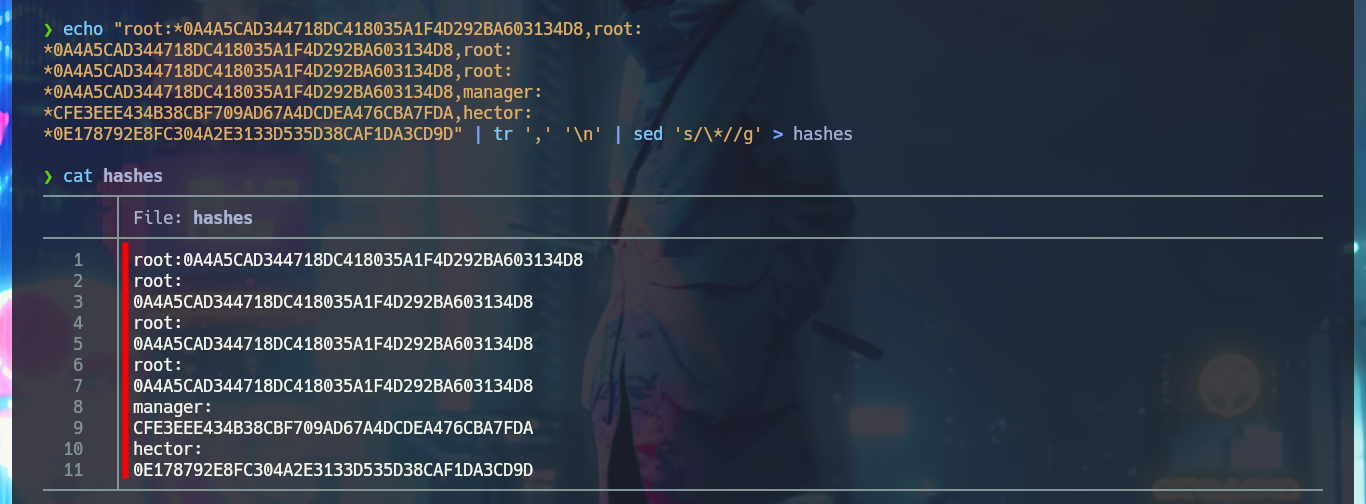 ❯ echo "root:*0A4A5CAD344718DC418035A1F4D292BA603134D8,root:
*0A4A5CAD344718DC418035A1F4D292BA603134D8,root:
*0A4A5CAD344718DC418035A1F4D292BA603134D8,root:
*0A4A5CAD344718DC418035A1F4D292BA603134D8,manager:
*CFE3EEE434B38CBF709AD67A4DCDEA476CBA7FDA,hector:
*0E178792E8FC304A2E3133D535D38CAF1DA3CD9D" | tr ',' '\n' | sed 's/\*//g' > hashes
❯ cat hashes
File: hashes
1 root:0A4A5CAD344718DC418035A1F4D292BA603134D8
2 root:
3 0A4A5CAD344718DC418035A1F4D292BA603134D8
4 root:
5 0A4A5CAD344718DC418035A1F4D292BA603134D8
6 root:
7 0A4A5CAD344718DC418035A1F4D292BA603134D8
8 manager:
9 CFE3EEE434B38CBF709AD67A4DCDEA476CBA7FDA
10 hector:
11 0E178792E8FC304A2E3133D535D38CAF1DA3CD9D